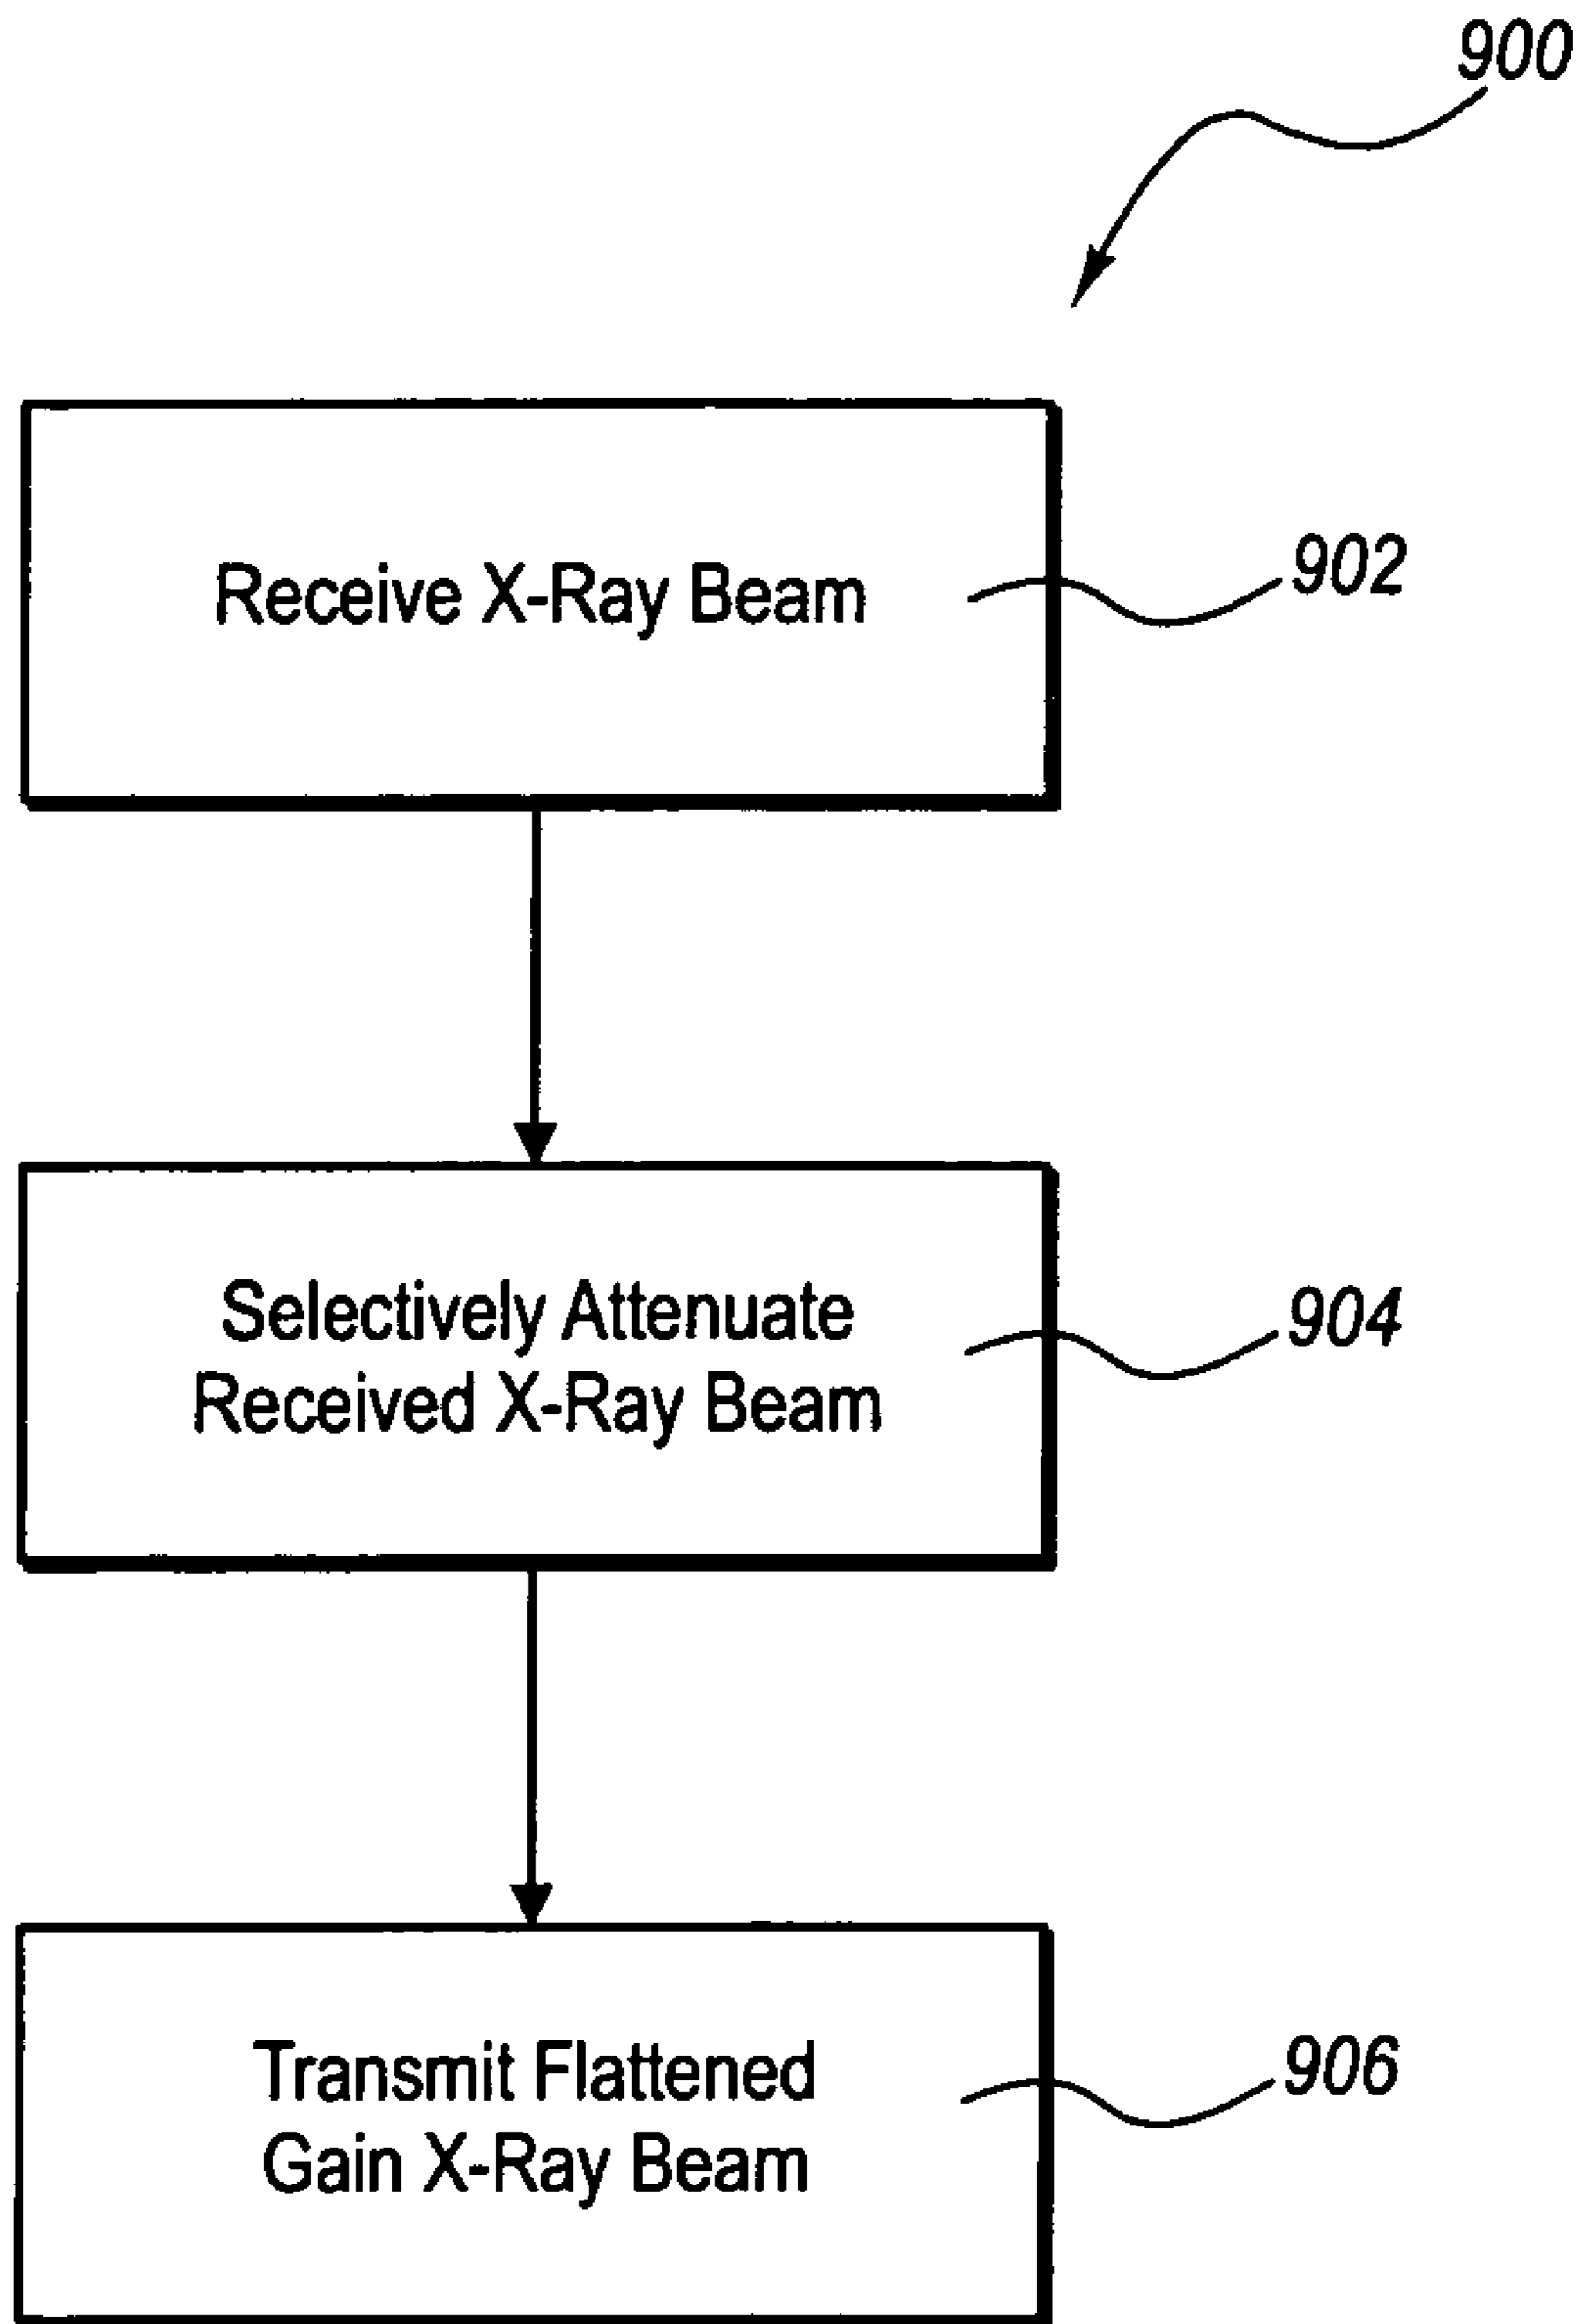 900
Receive X-Ray Beam
902
Selectively Attenuate
Received X-Ray Beam
904
Transmit Flattened
Gain X-Ray Beam
906